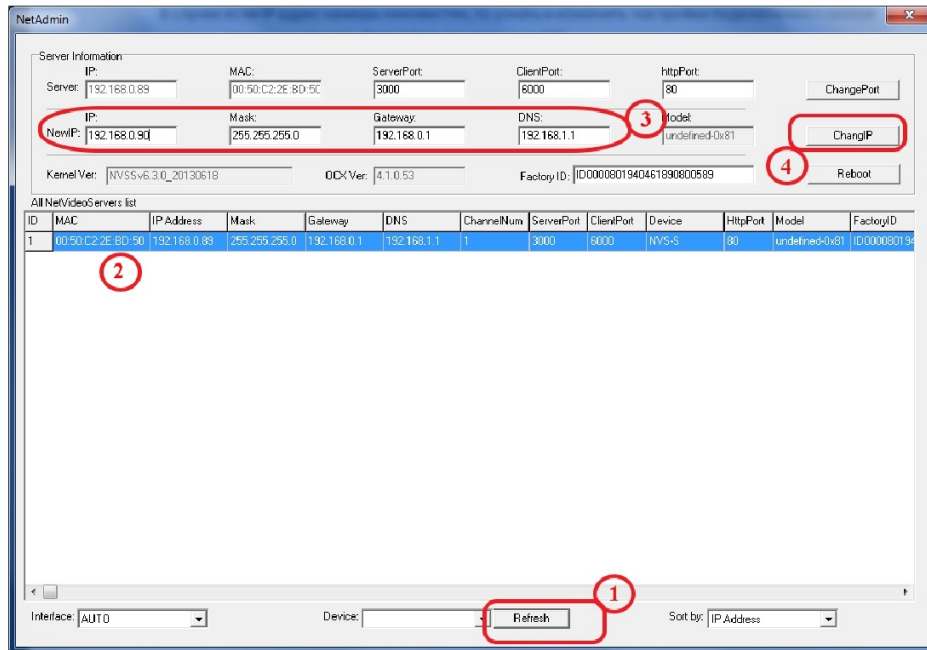 NetAdmin
Server Information
IP: MAC: ServerPort: ClientPort: httpPort:
Server: 192.168.0.89 00:50:C2:2E:BD:5C 3000 6000 80 ChangePort
IP: Mask: Gateway: DNS: Model:
NewIP: 192.168.0.90 255.255.255.0 192.168.0.1 192.168.1.1 undefined-0x81 ChangIP
3
4
Kernel Ver: NVSSv6.3.0_20130618 OCX Ver: 4.1.0.53 Factory ID: ID0000801940461890800589 Reboot
All NetVideoServers list
ID MAC IP Address Mask Gateway DNS ChannelNum ServerPort ClientPort Device HttpPort Model FactoryID
1 00:50:C2:2E:BD:50 192.168.0.89 255.255.255.0 192.168.0.1 192.168.1.1 1 3000 6000 NVS-S 80 undefined-0x81 ID000080194
2
1
Interface: AUTO Device: Refresh Sort by: IP Address